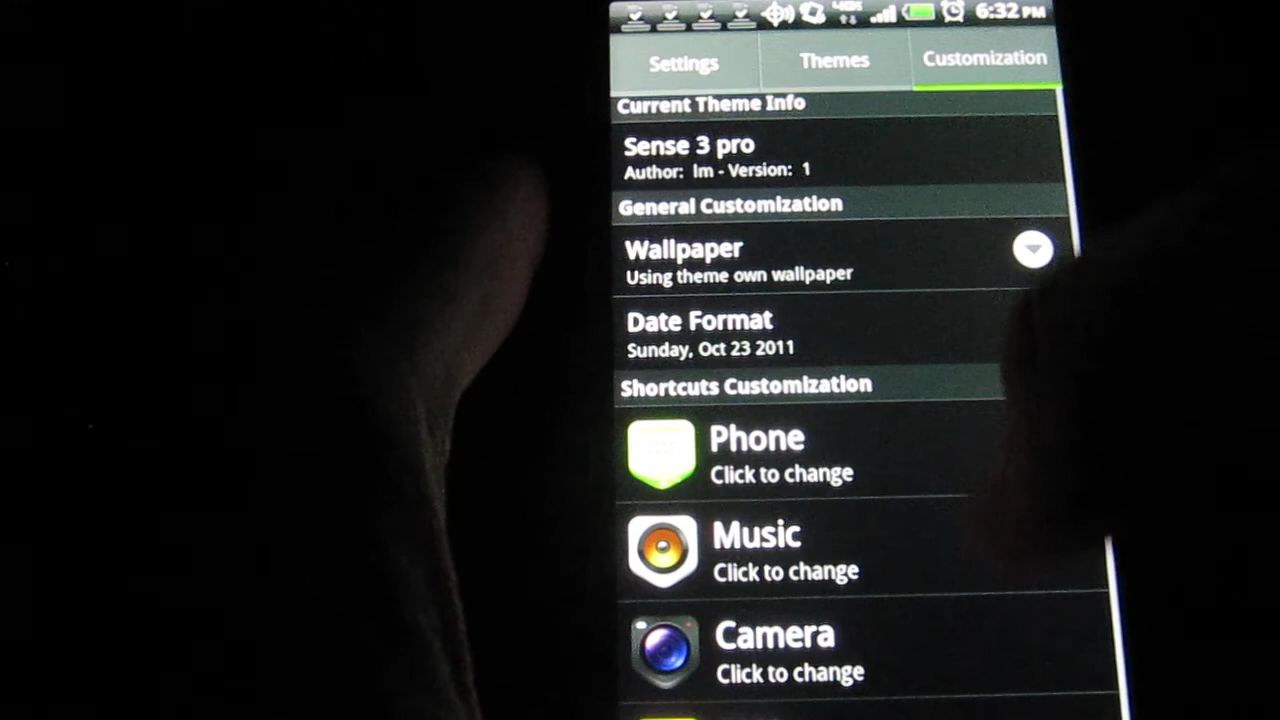 6:32 PM
Settings
Themes
Customization
Current Theme Info
Sense 3 pro
Author: lm - Version: 1
General Customization
Wallpaper
Using theme own wallpaper
Date Format
Sunday, Oct 23 2011
Shortcuts Customization
Phone
Click to change
Music
Click to change
Camera
Click to change